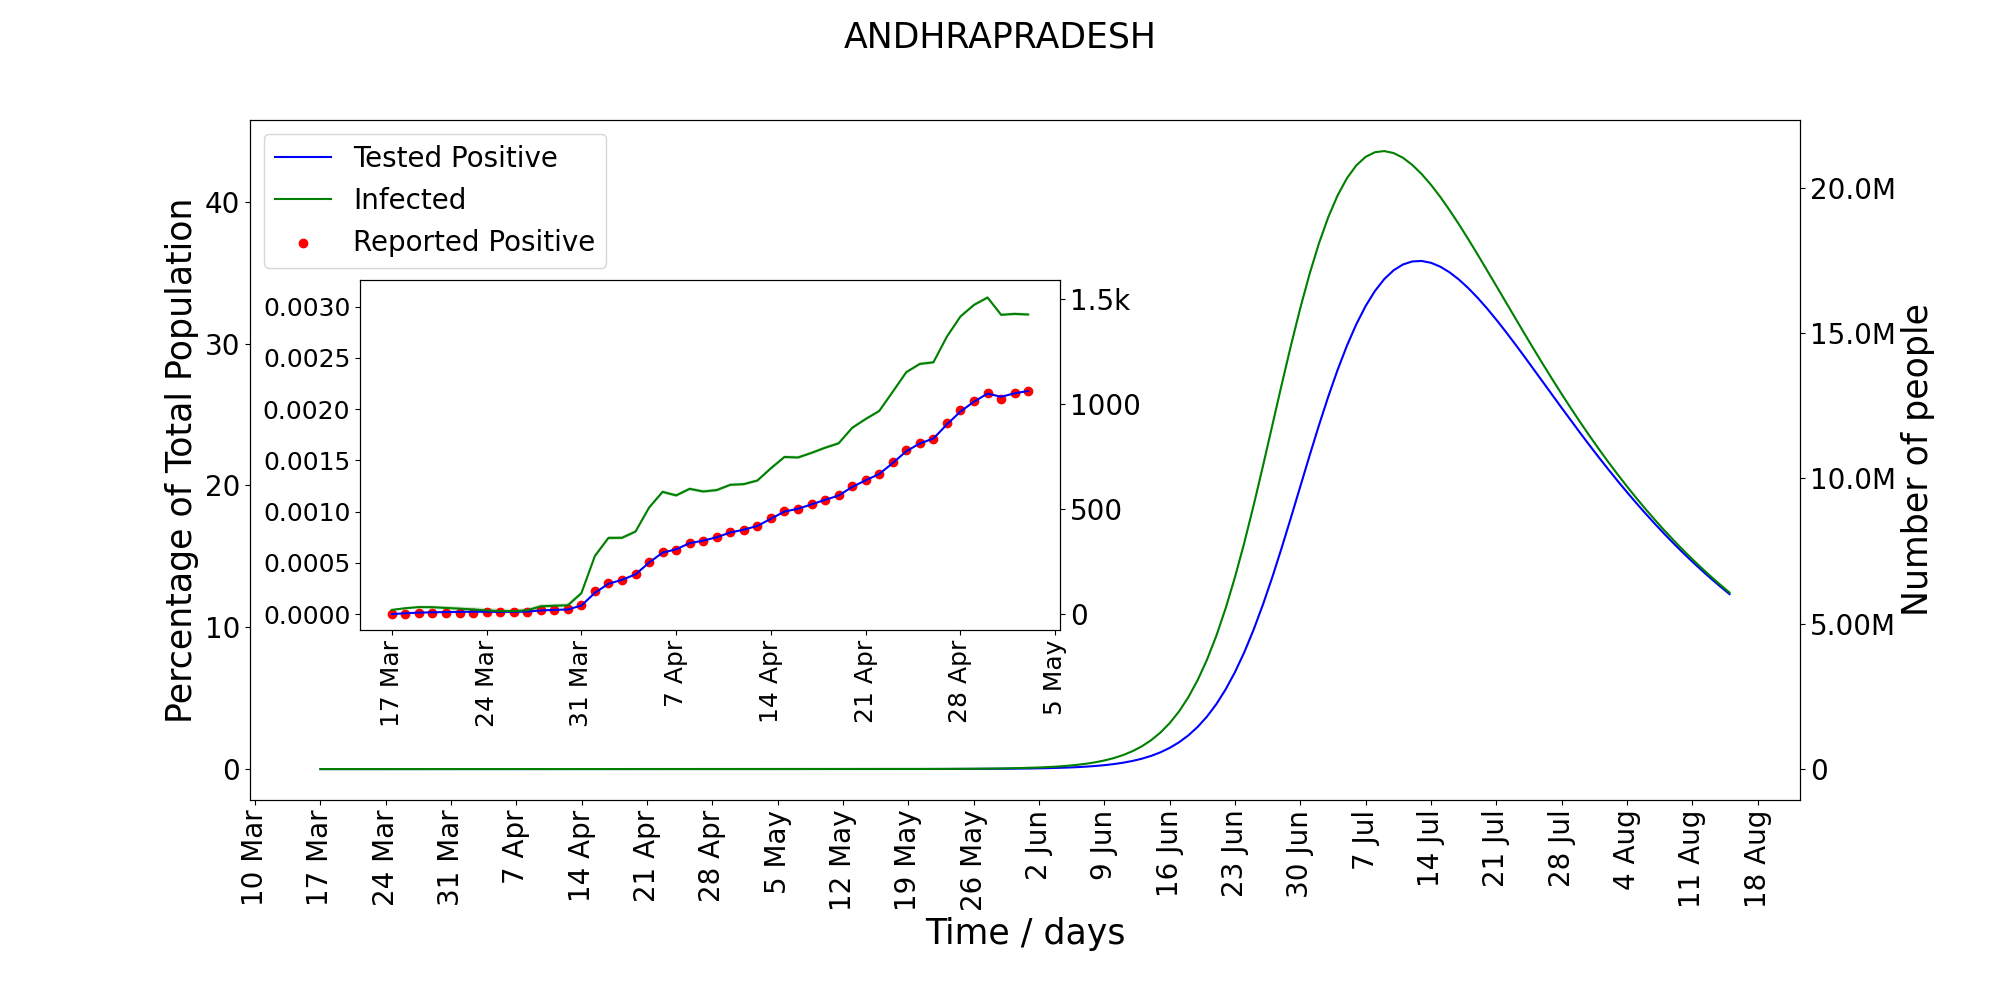 ANDHRAPRADESH
Tested Positive
Infected
Reported Positive
Percentage of Total Population
40
30
20
10
0
0.0030
0.0025
0.0020
0.0015
0.0010
0.0005
0.0000
1.5k
1000
500
0
17 Mar
24 Mar
31 Mar
7 Apr
14 Apr
21 Apr
28 Apr
5 May
20.0M
15.0M
10.0M
5.00M
0
Number of people
10 Mar
17 Mar
24 Mar
31 Mar
7 Apr
14 Apr
21 Apr
28 Apr
5 May
12 May
19 May
26 May
2 Jun
9 Jun
16 Jun
23 Jun
30 Jun
7 Jul
14 Jul
21 Jul
28 Jul
4 Aug
11 Aug
18 Aug
Time / days